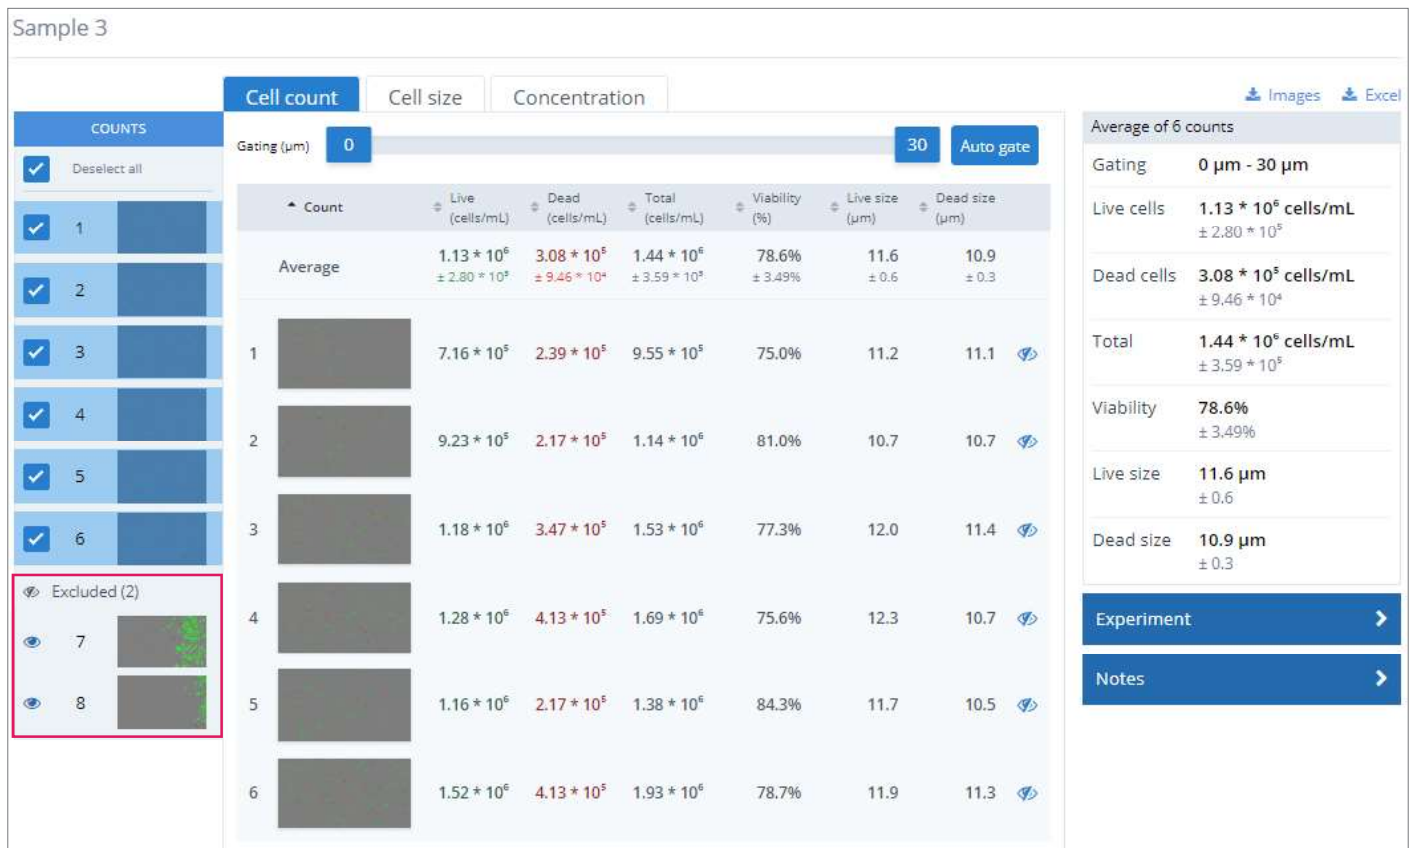 Sample 3
Cell count Cell size Concentration
Images Excel
COUNTS
Deselect all
1
2
3
4
5
6
Excluded (2)
7
8
Gating (µm) 0 30 Auto gate
Count Live (cells/mL) Dead (cells/mL) Total (cells/mL) Viability (%) Live size (µm) Dead size (µm)
Average 1.13 * 10⁶ 3.08 * 10⁵ 1.44 * 10⁶ 78.6% 11.6 10.9
± 2.80 * 10⁵ ± 9.46 * 10⁴ ± 3.59 * 10⁵ ± 3.49% ± 0.6 ± 0.3
1 7.16 * 10⁵ 2.39 * 10⁵ 9.55 * 10⁵ 75.0% 11.2 11.1
2 9.23 * 10⁵ 2.17 * 10⁵ 1.14 * 10⁶ 81.0% 10.7 10.7
3 1.18 * 10⁶ 3.47 * 10⁵ 1.53 * 10⁶ 77.3% 12.0 11.4
4 1.28 * 10⁶ 4.13 * 10⁵ 1.69 * 10⁶ 75.6% 12.3 10.7
5 1.16 * 10⁶ 2.17 * 10⁵ 1.38 * 10⁶ 84.3% 11.7 10.5
6 1.52 * 10⁶ 4.13 * 10⁵ 1.93 * 10⁶ 78.7% 11.9 11.3
Average of 6 counts
Gating 0 µm - 30 µm
Live cells 1.13 * 10⁶ cells/mL
± 2.80 * 10⁵
Dead cells 3.08 * 10⁵ cells/mL
± 9.46 * 10⁴
Total 1.44 * 10⁶ cells/mL
± 3.59 * 10⁵
Viability 78.6%
± 3.49%
Live size 11.6 µm
± 0.6
Dead size 10.9 µm
± 0.3
Experiment
Notes